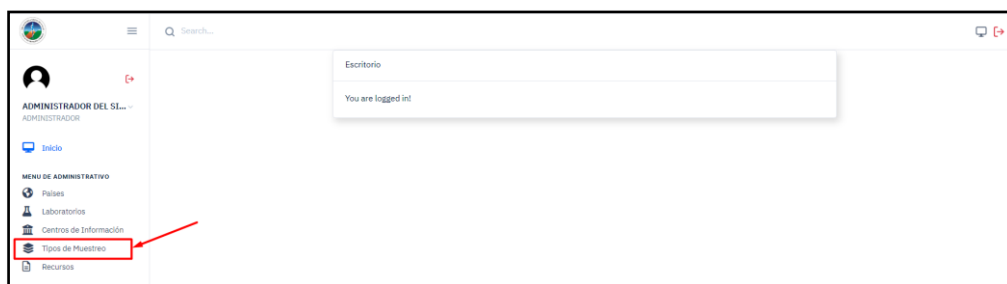 Search...
Escritorio
You are logged in!
ADMINISTRADOR DEL SI...
ADMINISTRADOR
Inicio
MENU DE ADMINISTRATIVO
Países
Laboratorios
Centros de Información
Tipos de Muestreo
Recursos